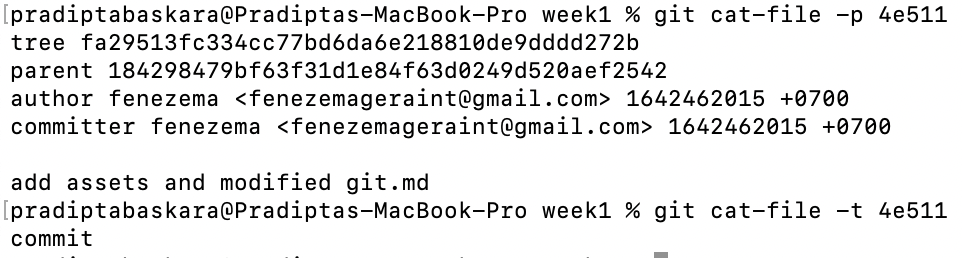 [pradiptabaskara@Pradiptas-MacBook-Pro week1 % git cat-file -p 4e511
tree fa29513fc334cc77bd6da6e218810de9dddd272b
parent 184298479bf63f31d1e84f63d0249d520aef2542
author fenezema <fenezemageraint@gmail.com> 1642462015 +0700
committer fenezema <fenezemageraint@gmail.com> 1642462015 +0700

add assets and modified git.md
[pradiptabaskara@Pradiptas-MacBook-Pro week1 % git cat-file -t 4e511
commit